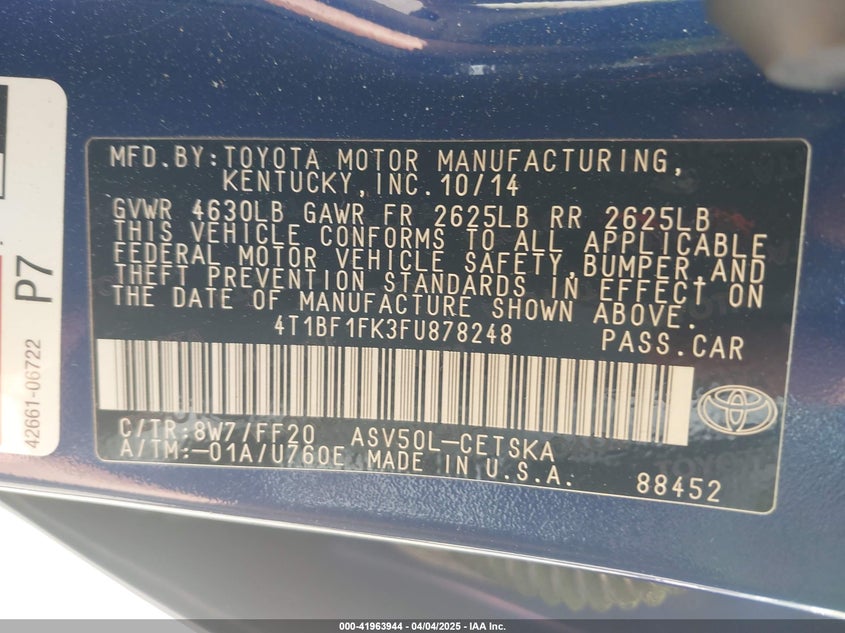 MFD.BY:TOYOTA MOTOR MANUFACTURING,
KENTUCKY,INC.10/14
GVWR 4630LB GAWR FR 2625LB RR 2625LB
THIS VEHICLE CONFORMS TO ALL APPLICABLE
FEDERAL MOTOR VEHICLE SAFETY,BUMPER,AND
THEFT PREVENTION STANDARDS IN EFFECT ON
THE DATE OF MANUFACTURE SHOWN ABOVE.
4T1BF1FK3FU878248 PASS.CAR
C/TR:8W7/FF20 ASV50L-CETSKA
A/TM:-01A/U760E MADE IN U.S.A.
88452
P7
42661-06722
000-41963944 - 04/04/2025 - IAA Inc.